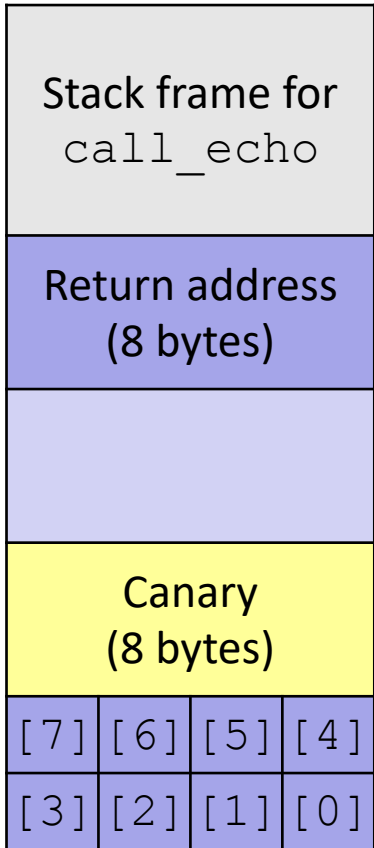 Stack frame for
call_echo
Return address
(8 bytes)
Canary
(8 bytes)
[7] [6] [5] [4]
[3] [2] [1] [0]